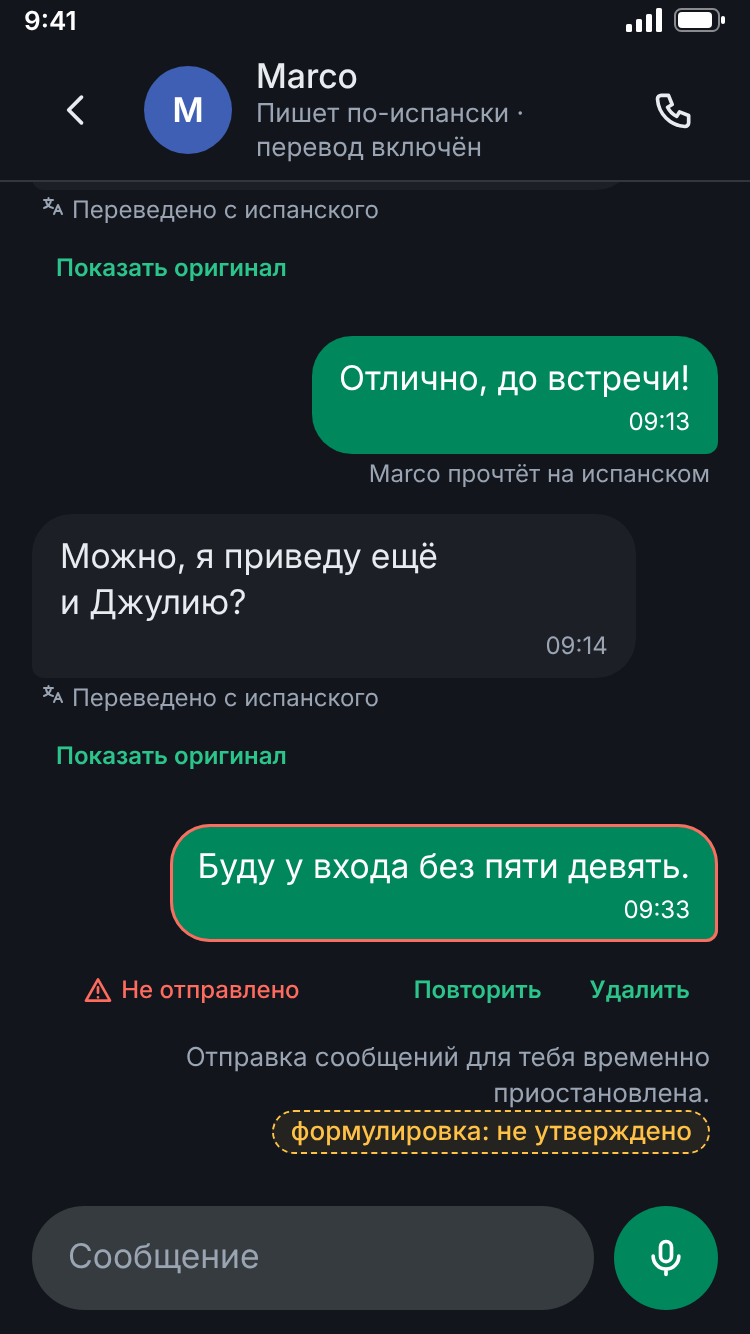 9:41
M
Marco
Пишет по-испански ·
перевод включён
Переведено с испанского
Показать оригинал
Отлично, до встречи!
09:13
Marco прочтёт на испанском
Можно, я приведу ещё
и Джулию?
09:14
Переведено с испанского
Показать оригинал
Буду у входа без пяти девять.
09:33
Не отправлено Повторить Удалить
Отправка сообщений для тебя временно
приостановлена.
формулировка: не утверждено
Сообщение